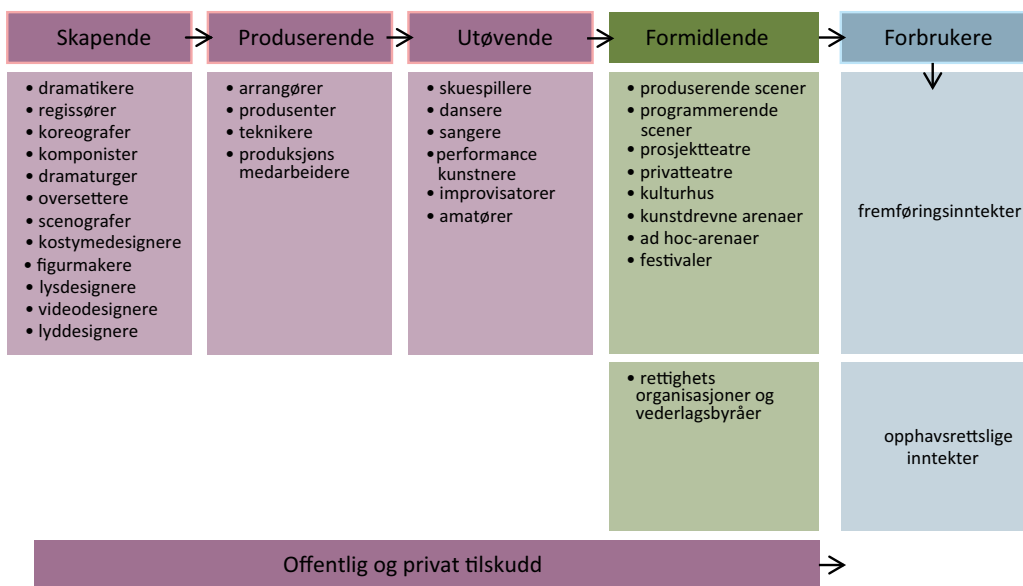 Skapende
Produserende
Utøvende
Formidlende
Forbrukere
• dramatikere
• regissører
• koreografer
• komponister
• dramaturger
• oversettere
• scenografer
• kostymedesignere
• figurmakere
• lysdesignere
• videodesignere
• lyddesignere
• arrangører
• produsenter
• teknikere
• produksjons
medarbeidere
• skuespillere
• dansere
• sangere
• performance
kunstnere
• improvisatorer
• amatører
• produserende scener
• programmerende
scener
• prosjektteatre
• privatteatre
• kulturhus
• kunstdrevne arenaer
• ad hoc-arenaer
• festivaler
fremføringsinntekter
• rettighets
organisasjoner og
vederlagsbyråer
opphavsrettslige
inntekter
Offentlig og privat tilskudd